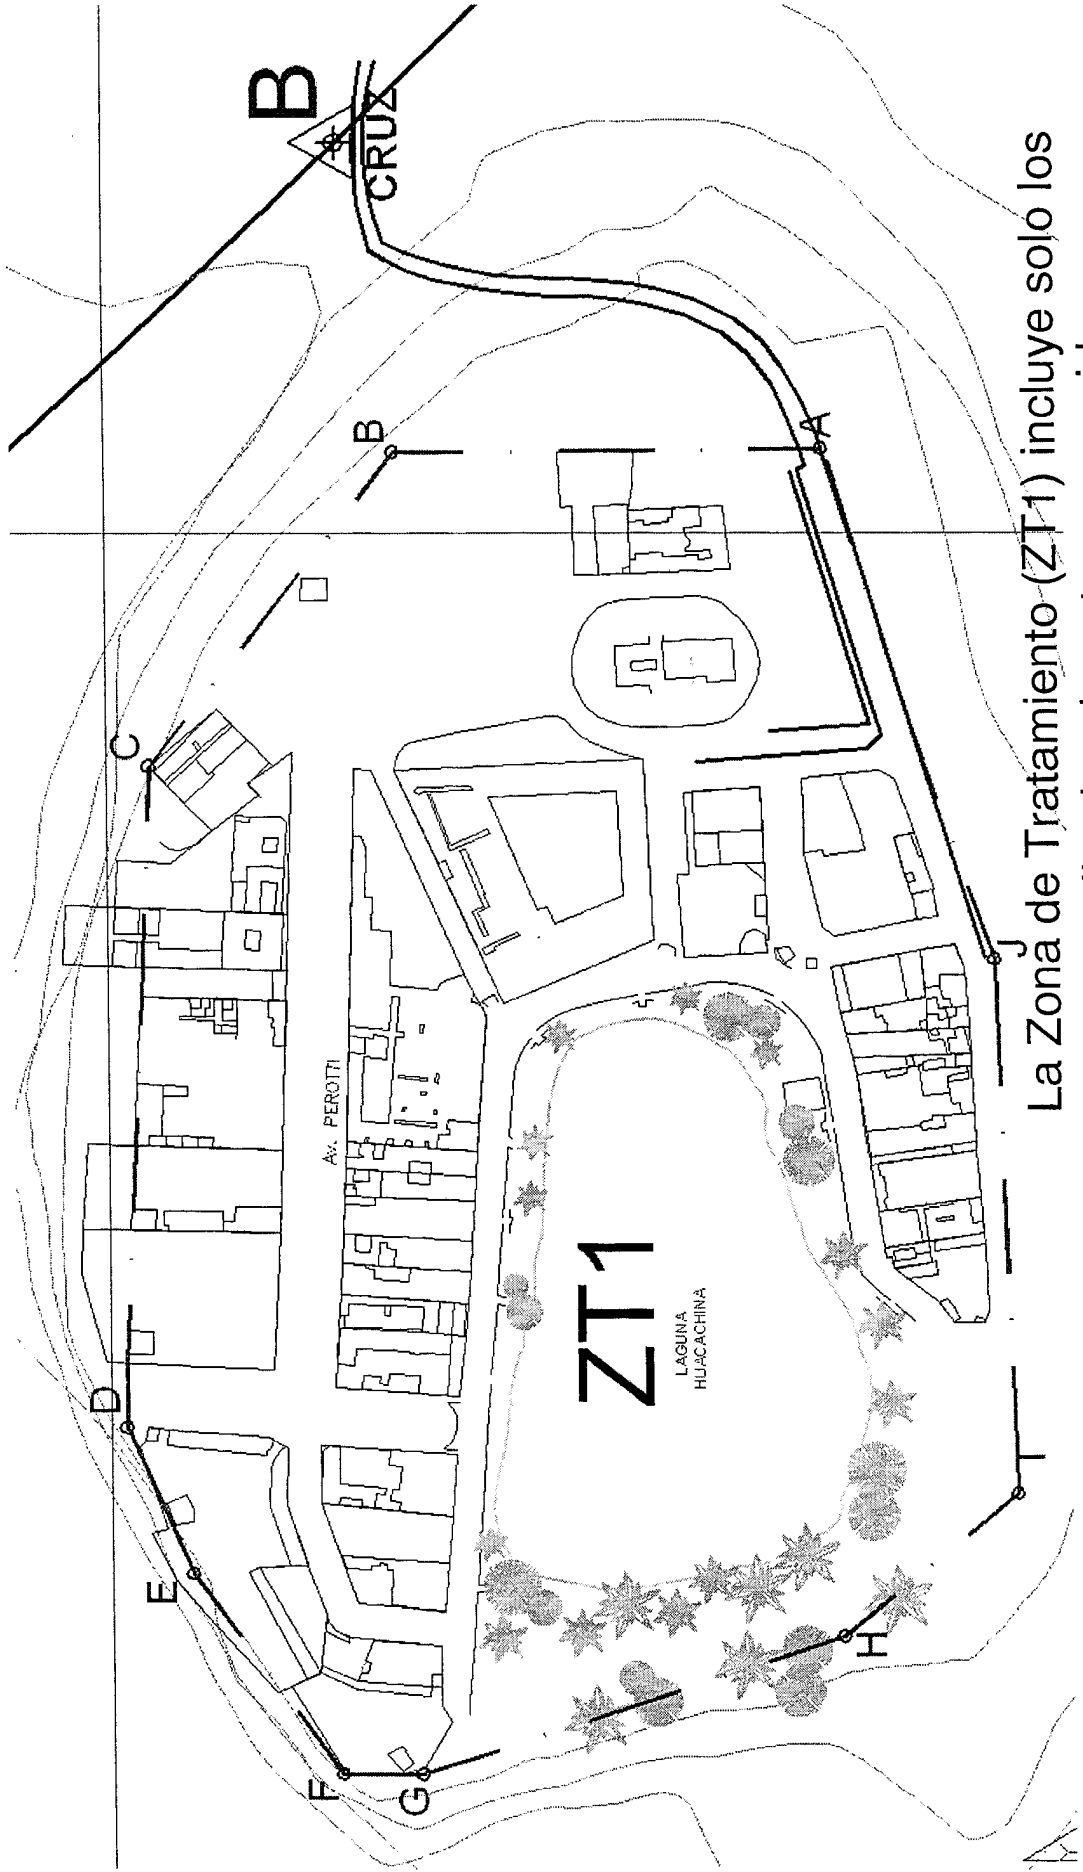 B
CRUZ
B
A
C
D
E
F
G
H
I
J
Av. PEROTTI
ZT1
LAGUNA
HUACACHINA
La Zona de Tratamiento (ZT1) incluye solo los